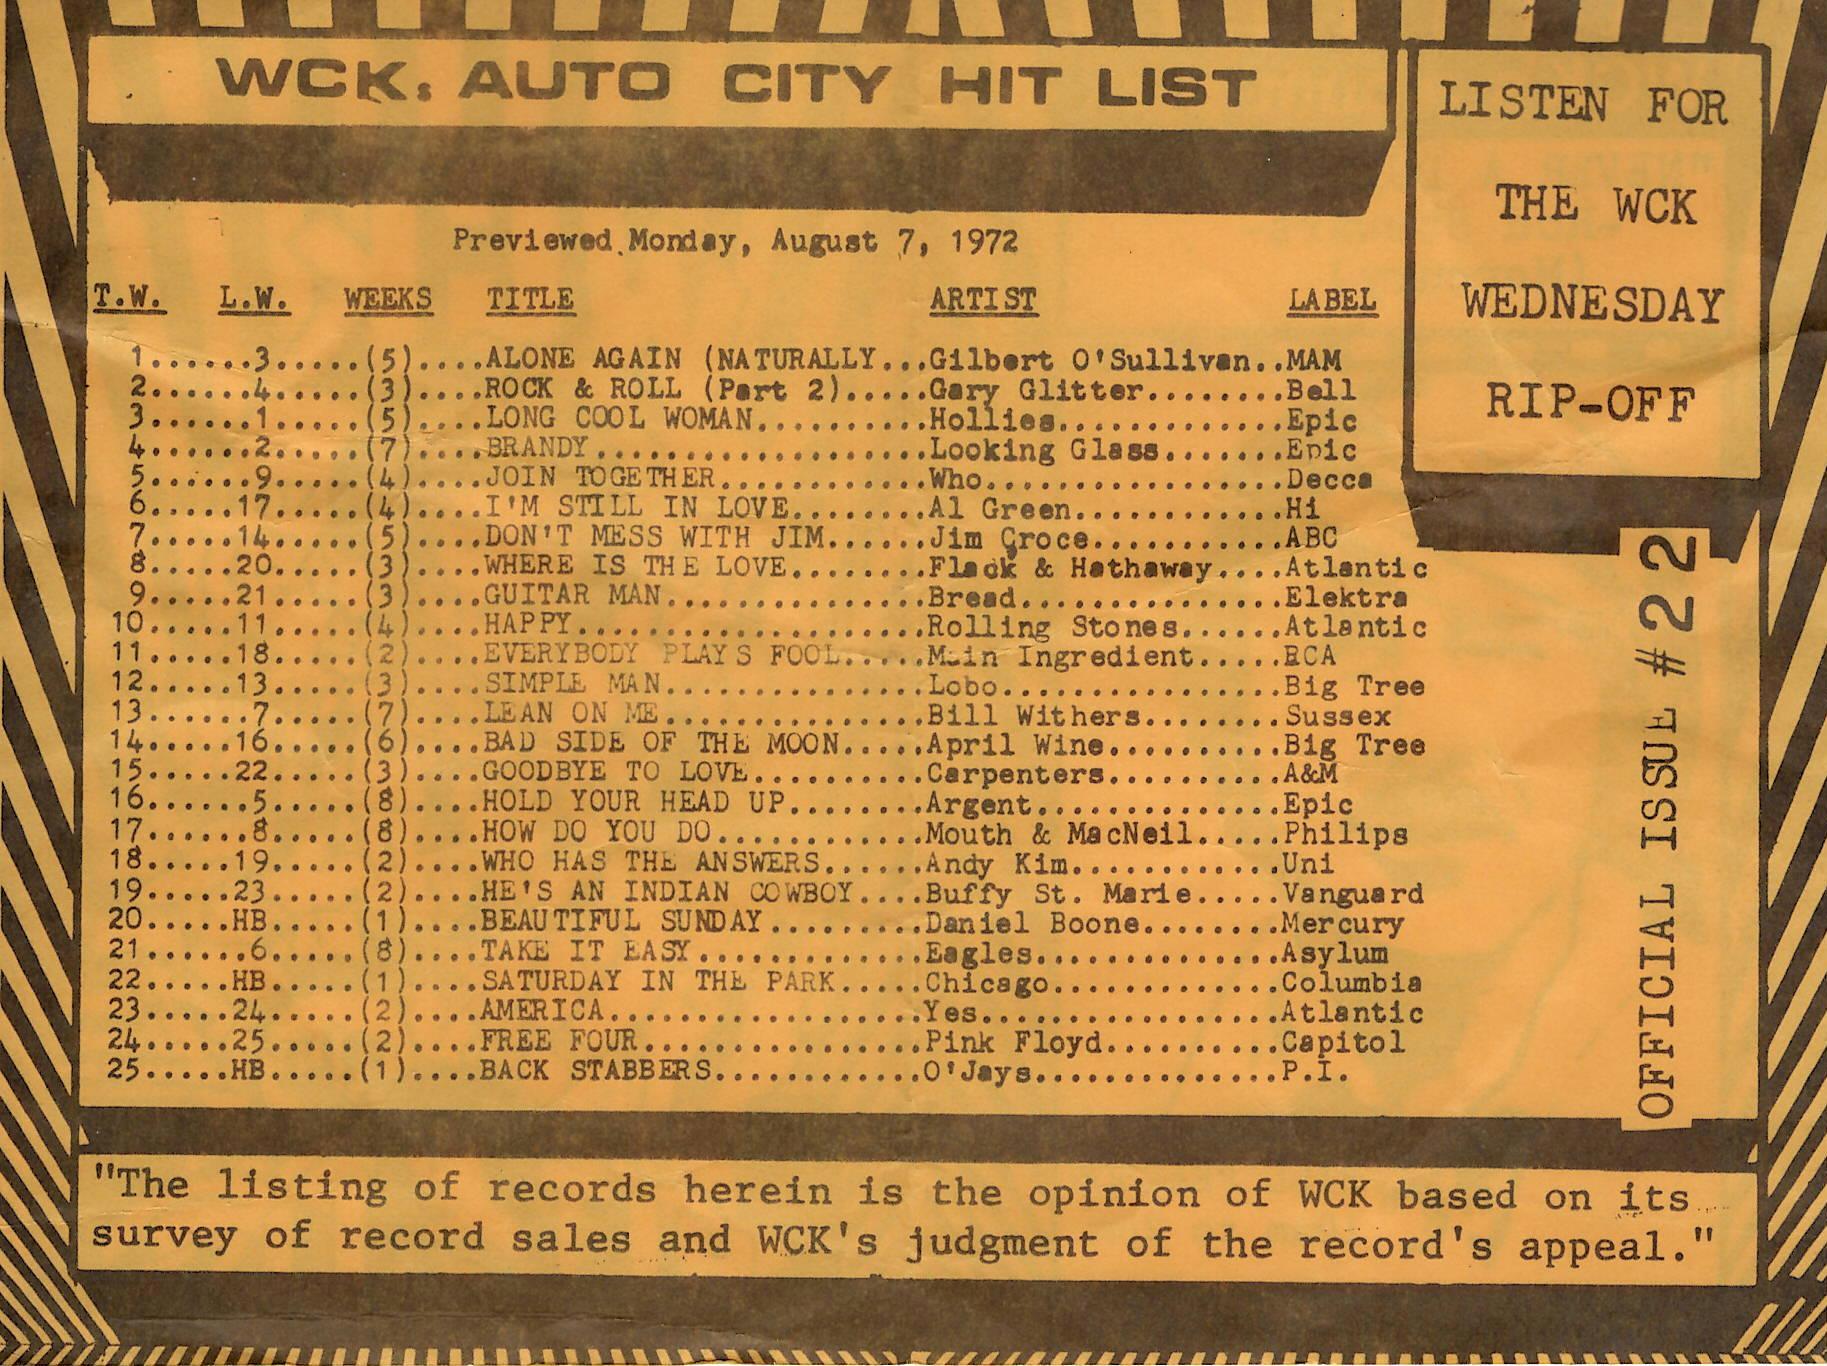 WCK: AUTO CITY HIT LIST
LISTEN FOR
THE WCK
WEDNESDAY
RIP-OFF
Previewed Monday, August 7, 1972
T.W. L.W. WEEKS TITLE ARTIST LABEL
1.......3.....(5)....ALONE AGAIN (NATURALLY...Gilbert O'Sullivan..MAM
2.......4.....(3)....ROCK & ROLL (Part 2).....Gary Glitter........Bell
3.......1.....(5)....LONG COOL WOMAN..........Hollies.............Epic
4.......2.....(7)....BRANDY...................Looking Glass.......Epic
5.......9.....(4)....JOIN TOGETHER............Who.................Decca
6......17.....(4)....I'M STILL IN LOVE........Al Green............Hi
7......14.....(5)....DON'T MESS WITH JIM......Jim Croce...........ABC
8......20.....(3)....WHERE IS THE LOVE........Flack & Hathaway....Atlantic
9......21.....(3)....GUITAR MAN...............Bread...............Elektra
10.....11.....(4)....HAPPY....................Rolling Stones......Atlantic
11.....18.....(2)....EVERYBODY PLAYS FOOL.....Main Ingredient.....RCA
12.....13.....(3)....SIMPLE MAN...............Lobo................Big Tree
13......7.....(7)....LEAN ON ME...............Bill Withers........Sussex
14.....16.....(6)....BAD SIDE OF THE MOON.....April Wine..........Big Tree
15.....22.....(3)....GOODBYE TO LOVE..........Carpenters..........A&M
16......5.....(8)....HOLD YOUR HEAD UP........Argent..............Epic
17......8.....(8)....HOW DO YOU DO............Mouth & MacNeil.....Philips
18.....19.....(2)....WHO HAS THE ANSWERS......Andy Kim............Uni
19.....23.....(2)....HE'S AN INDIAN COWBOY....Buffy St. Marie.....Vanguard
20.....HB.....(1)....BEAUTIFUL SUNDAY.........Daniel Boone........Mercury
21......6.....(8)....TAKE IT EASY.............Eagles..............Asylum
22.....HB.....(1)....SATURDAY IN THE PARK.....Chicago.............Columbia
23.....24.....(2)....AMERICA..................Yes.................Atlantic
24.....25.....(2)....FREE FOUR................Pink Floyd..........Capitol
25.....HB.....(1)....BACK STABBERS............O'Jays..............P.I.
OFFICIAL ISSUE #22
"The listing of records herein is the opinion of WCK based on its
survey of record sales and WCK's judgment of the record's appeal."